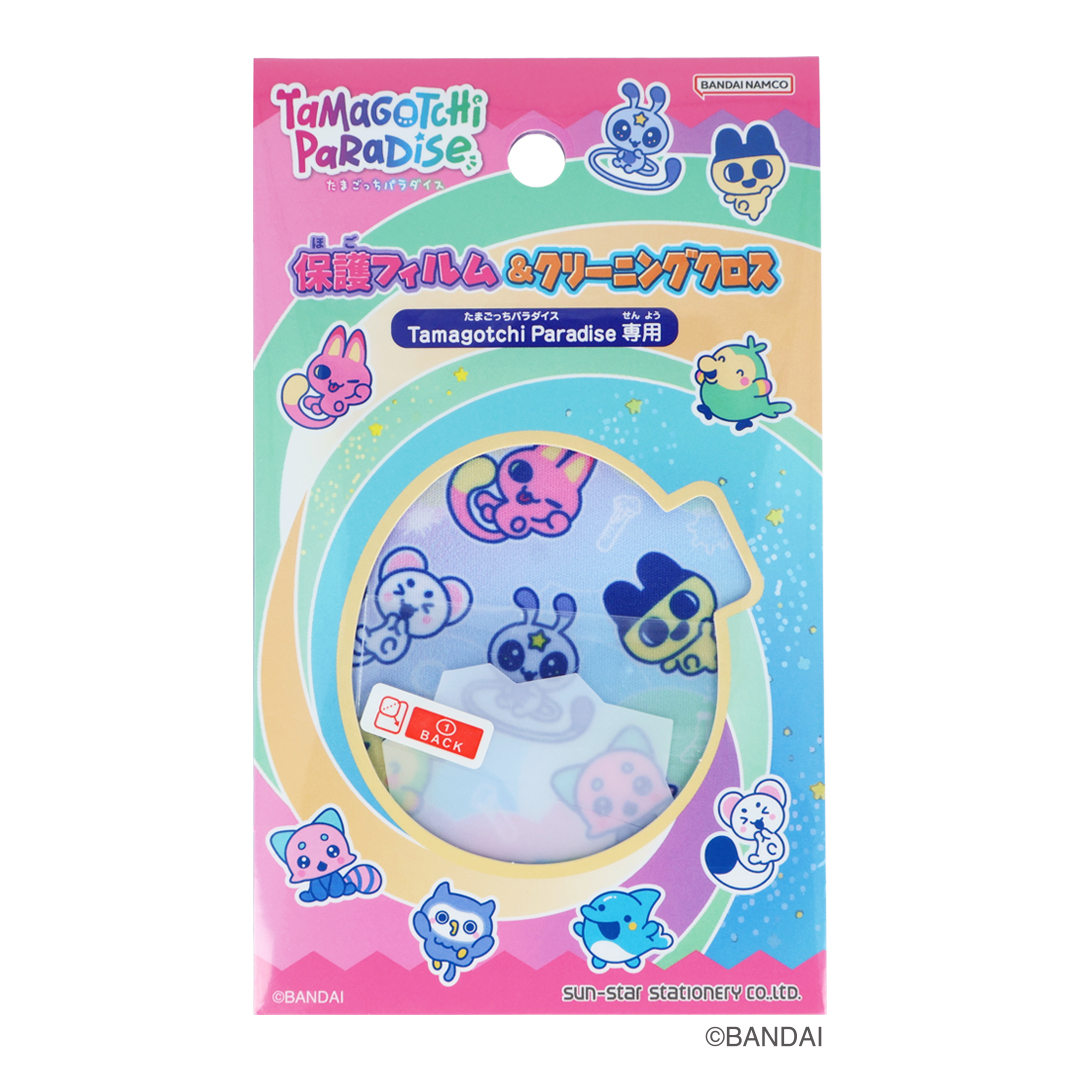 TAMAGOTCHI
PARADISE
たまごっちパラダイス
BANDAI NAMCO
ほご
保護フィルム&クリーニングクロス
たまごっちパラダイス せんよう
Tamagotchi Paradise 専用
1
BACK
©BANDAI
sun-star stationery co.,ltd.
©BANDAI